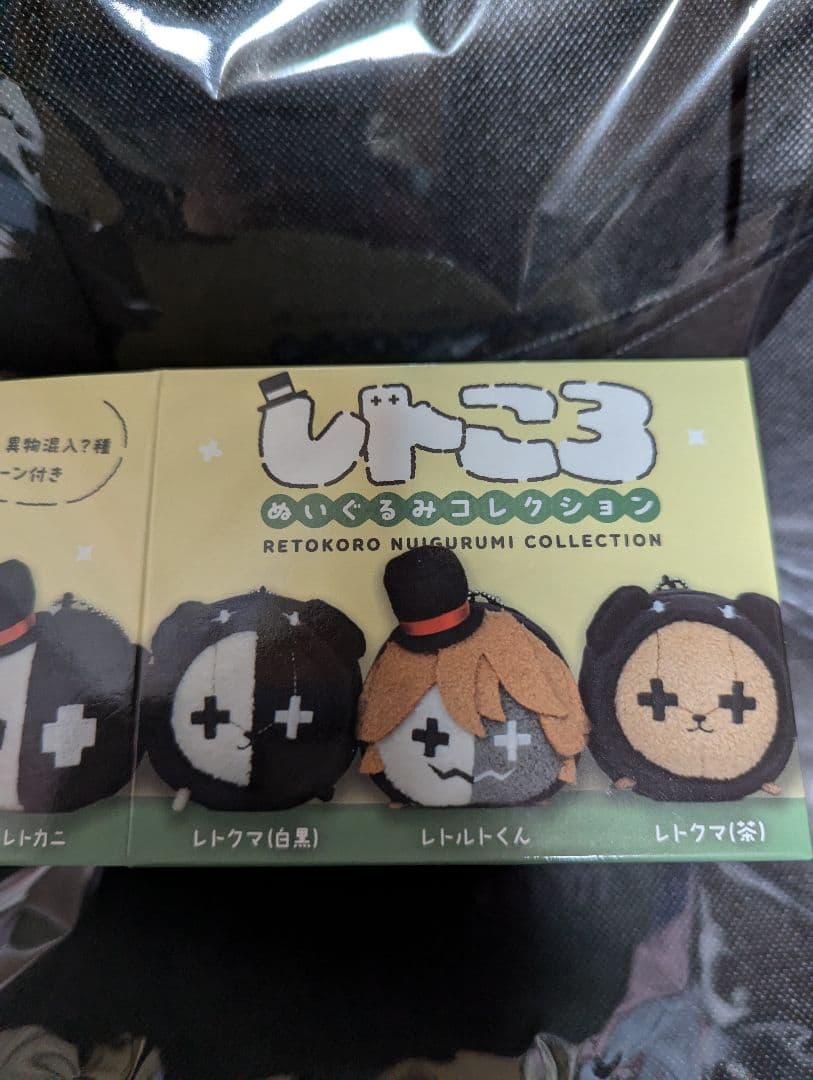 異物混入?種
ーン付き
レトころ
ぬいぐるみコレクション
RETOKORO NUIGURUMI COLLECTION
レトカニ
レトクマ(白黒)
レトルトくん
レトクマ(茶)